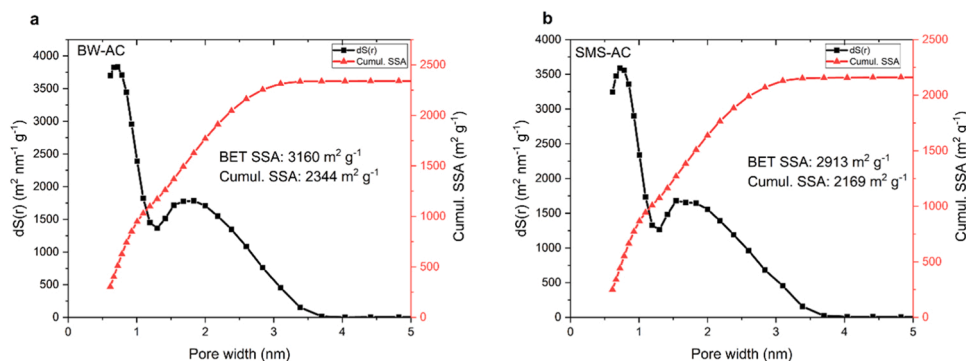 a
BW-AC
dS(r)
Cumul. SSA
BET SSA: 3160 m² g⁻¹
Cumul. SSA: 2344 m² g⁻¹
dS(r) (m² nm⁻¹ g⁻¹)
4000
3500
3000
2500
2000
1500
1000
500
0
0 1 2 3 4 5
Pore width (nm)
2500
2000
1500
1000
500
0
Cumul. SSA (m² g⁻¹)
b
SMS-AC
dS(r)
Cumul. SSA
BET SSA: 2913 m² g⁻¹
Cumul. SSA: 2169 m² g⁻¹
dS(r) (m² nm⁻¹ g⁻¹)
4000
3500
3000
2500
2000
1500
1000
500
0
0 1 2 3 4 5
Pore width (nm)
2500
2000
1500
1000
500
0
Cumul. SSA (m² g⁻¹)